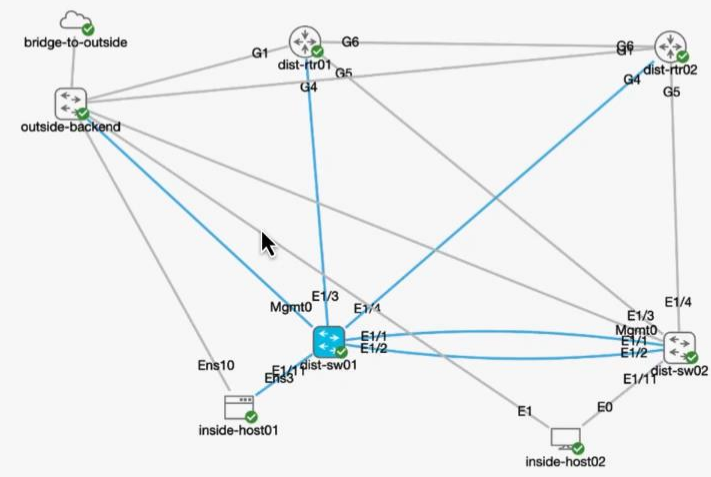 bridge-to-outside
G1
dist-rtr01
G6
G6
dist-rtr02
G5
G4
G4
G5
outside-backend
Mgmt0
E1/3
E1/4
E1/3
E1/4
Mgmt0
E1/1
E1/2
E1/1
E1/2
dist-sw01
dist-sw02
Ens10
E1/11
Ens3
E1/11
inside-host01
E1
E0
inside-host02